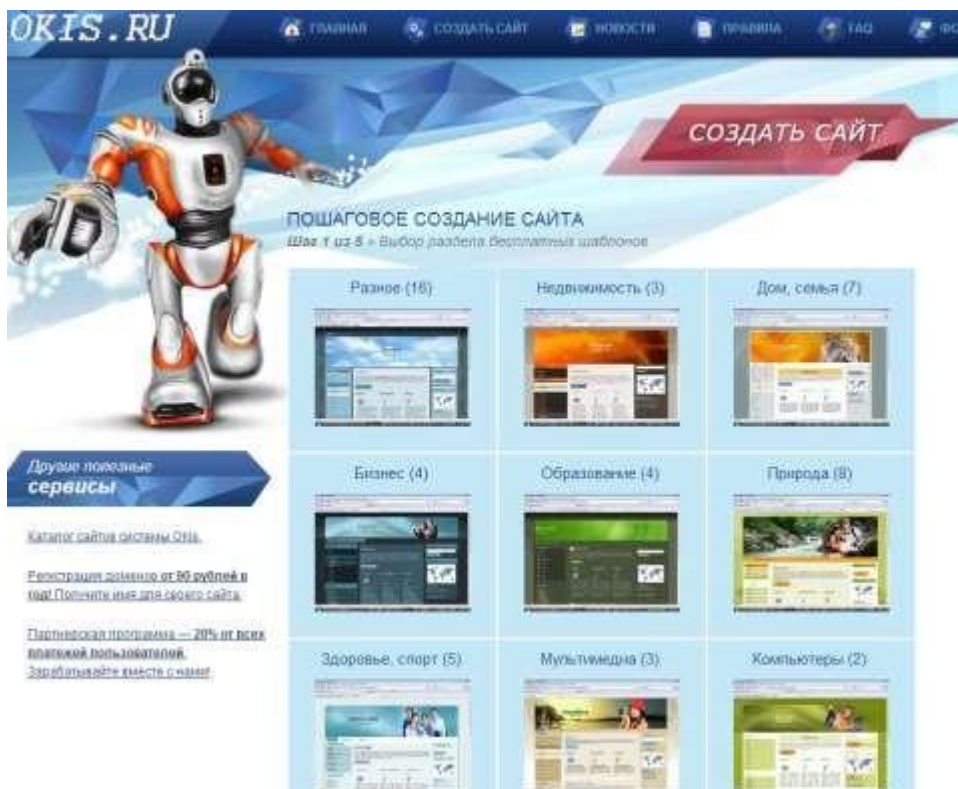 OKIS.RU
ГЛАВНАЯ
СОЗДАТЬ САЙТ
НОВОСТИ
ПРАВИЛА
FAQ
ФО
СОЗДАТЬ САЙТ
ПОШАГОВОЕ СОЗДАНИЕ САЙТА
Шаг 1 из 5 » Выбор раздела бесплатных шаблонов
Разное (16)
Недвижимость (3)
Дом, семья (7)
Бизнес (4)
Образование (4)
Природа (8)
Здоровье, спорт (5)
Мультимедиа (3)
Компьютеры (2)
Другие полезные
сервисы
Каталог сайтов системы Okis.
Регистрация доменов от 90 рублей в
год! Получите имя для своего сайта.
Партнерская программа — 20% от всех
платежей пользователей.
Зарабатывайте вместе с нами!